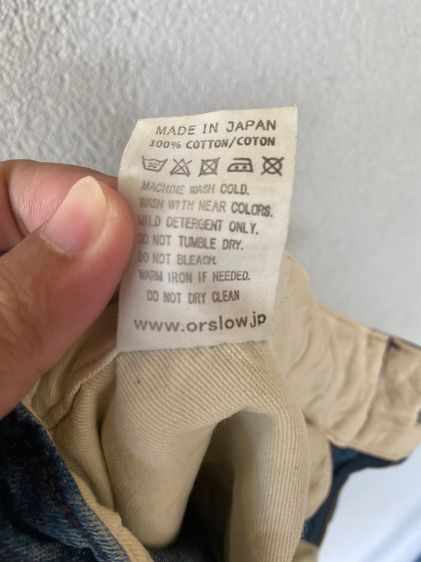 MADE IN JAPAN
100% COTTON/COTON
30°
MACHINE WASH COLD.
WASH WITH NEAR COLORS.
MILD DETERGENT ONLY.
DO NOT TUMBLE DRY.
DO NOT BLEACH.
WARM IRON IF NEEDED.
DO NOT DRY CLEAN
www.orslow.jp